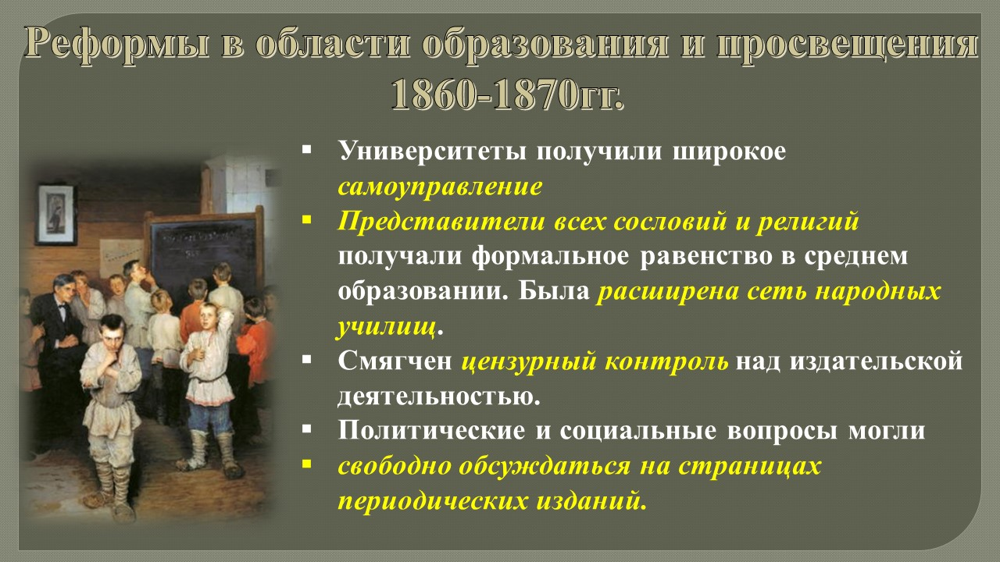 Реформы в области образования и просвещения
1860-1870гг.
▪ Университеты получили широкое
самоуправление
▪ Представители всех сословий и религий
получали формальное равенство в среднем
образовании. Была расширена сеть народных
училищ.
▪ Смягчен цензурный контроль над издательской
деятельностью.
▪ Политические и социальные вопросы могли
▪ свободно обсуждаться на страницах
периодических изданий.